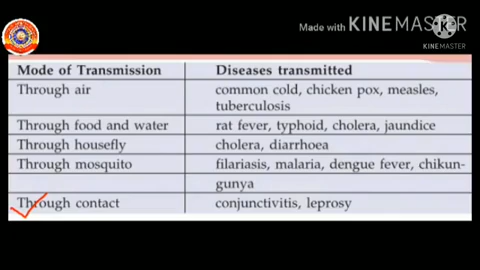 Made with KINEMASTER
KINEMASTER
Mode of Transmission Diseases transmitted
Through air common cold, chicken pox, measles,
tuberculosis
Through food and water rat fever, typhoid, cholera, jaundice
Through housefly cholera, diarrhoea
Through mosquito filariasis, malaria, dengue fever, chikun-
gunya
Through contact conjunctivitis, leprosy